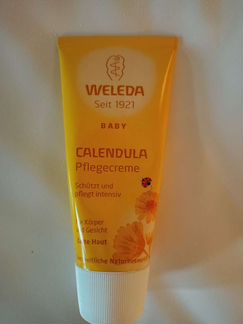 WELEDA
Seit 1921
BABY
CALENDULA
Pflegecreme
Schützt und
pflegt intensiv
Körper
Gesicht
Haut